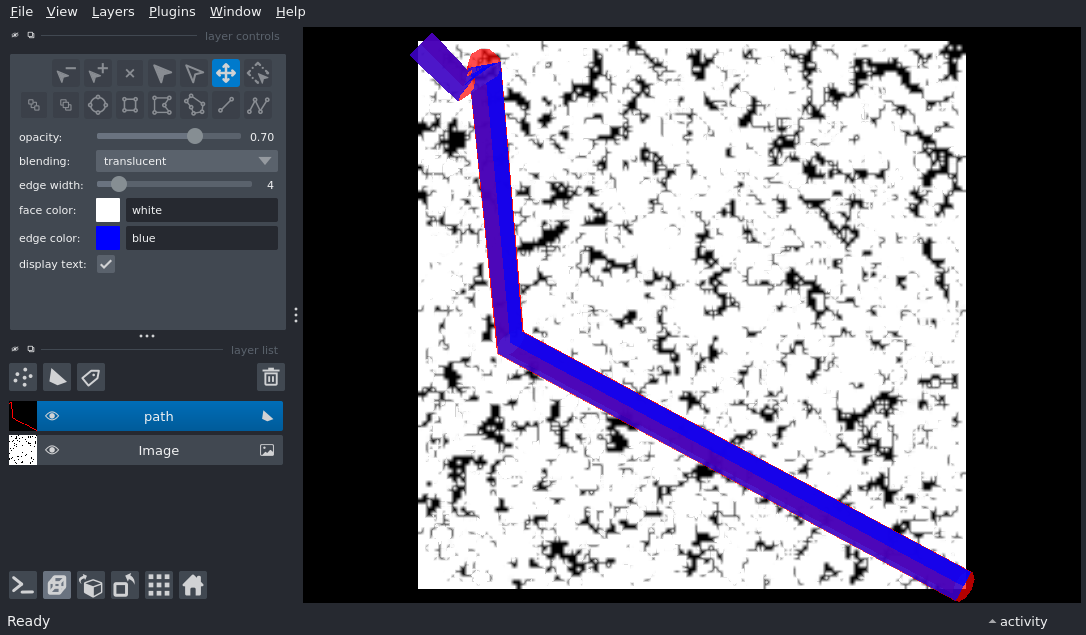 File View Layers Plugins Window Help
layer controls
opacity: 0.70
blending: translucent
edge width: 4
face color: white
edge color: blue
display text:
layer list
path
Image
Ready activity